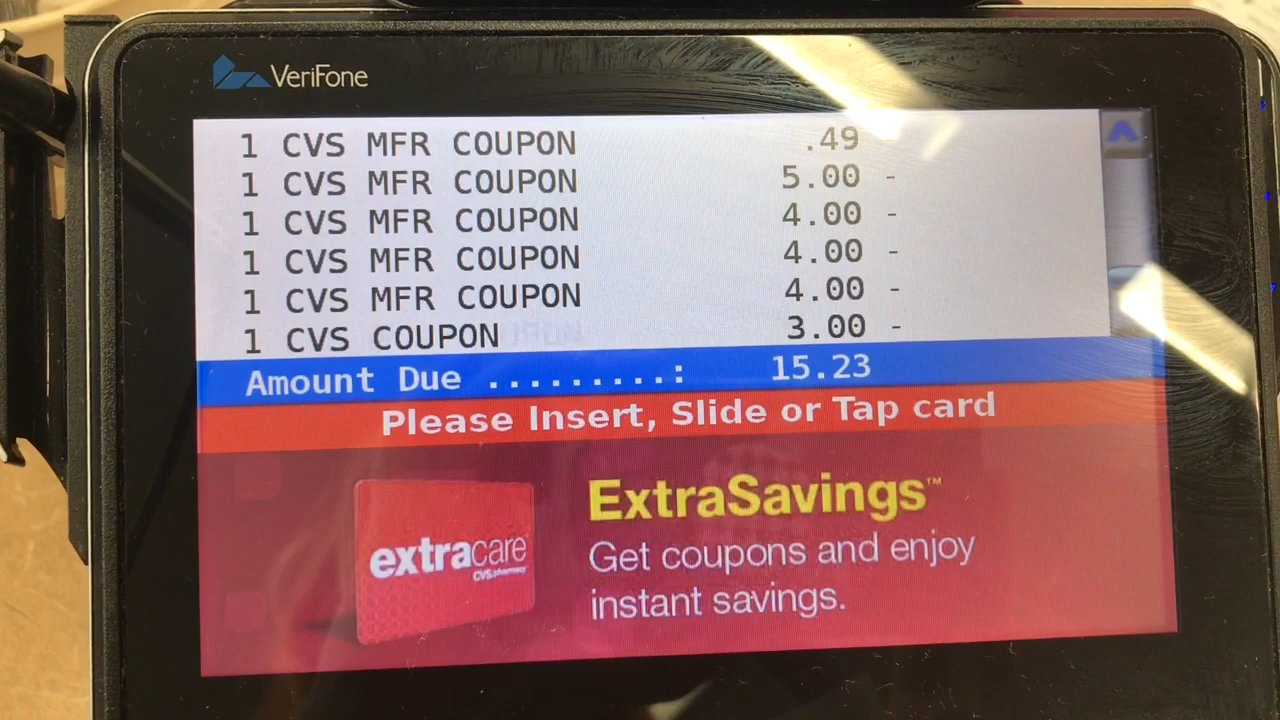 VeriFone
1 CVS MFR COUPON .49
1 CVS MFR COUPON 5.00 -
1 CVS MFR COUPON 4.00 -
1 CVS MFR COUPON 4.00 -
1 CVS MFR COUPON 4.00 -
1 CVS COUPON 3.00 -
Amount Due .........: 15.23
Please Insert, Slide or Tap card
ExtraSavings™
Get coupons and enjoy
instant savings.
extracare
CVS/pharmacy